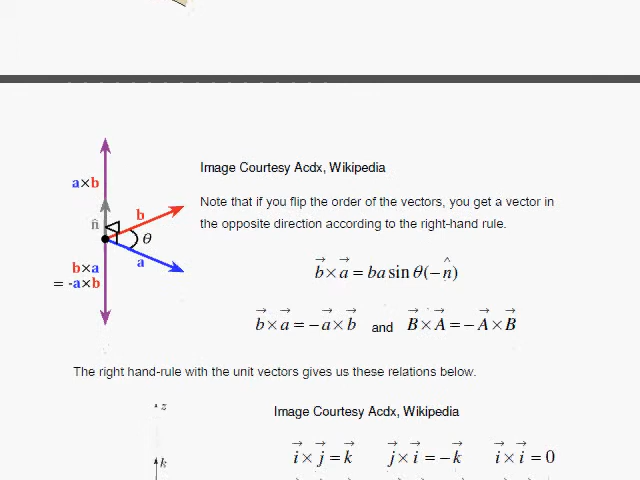 Image Courtesy Acdx, Wikipedia
a×b
Note that if you flip the order of the vectors, you get a vector in
the opposite direction according to the right-hand rule.
n̂
b
θ
a
b×a
= -a×b
b⃗ × a⃗ = ba sin θ(−n̂)
b⃗ × a⃗ = −a⃗ × b⃗ and B⃗ × A⃗ = −A⃗ × B⃗
The right hand-rule with the unit vectors gives us these relations below.
z
Image Courtesy Acdx, Wikipedia
k
i⃗ × j⃗ = k⃗ j⃗ × i⃗ = −k⃗ i⃗ × i⃗ = 0